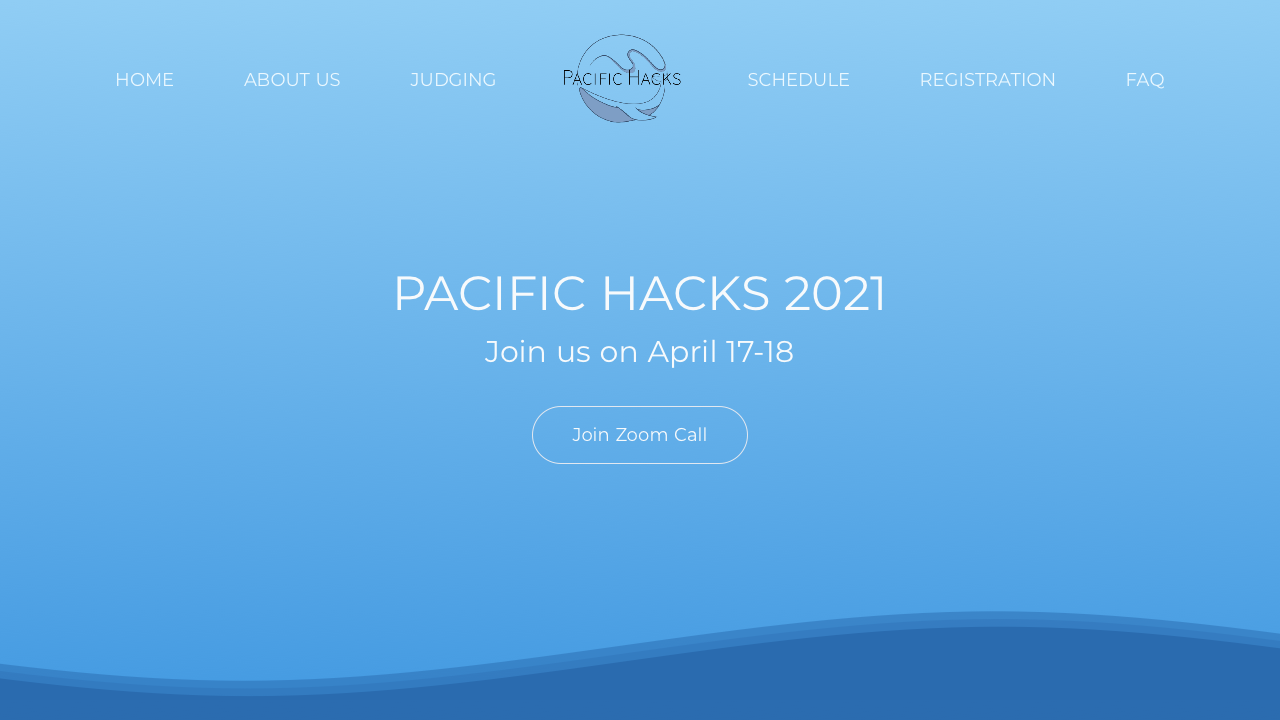 HOME
ABOUT US
JUDGING
PACIFIC HACKS
SCHEDULE
REGISTRATION
FAQ
PACIFIC HACKS 2021
Join us on April 17-18
Join Zoom Call